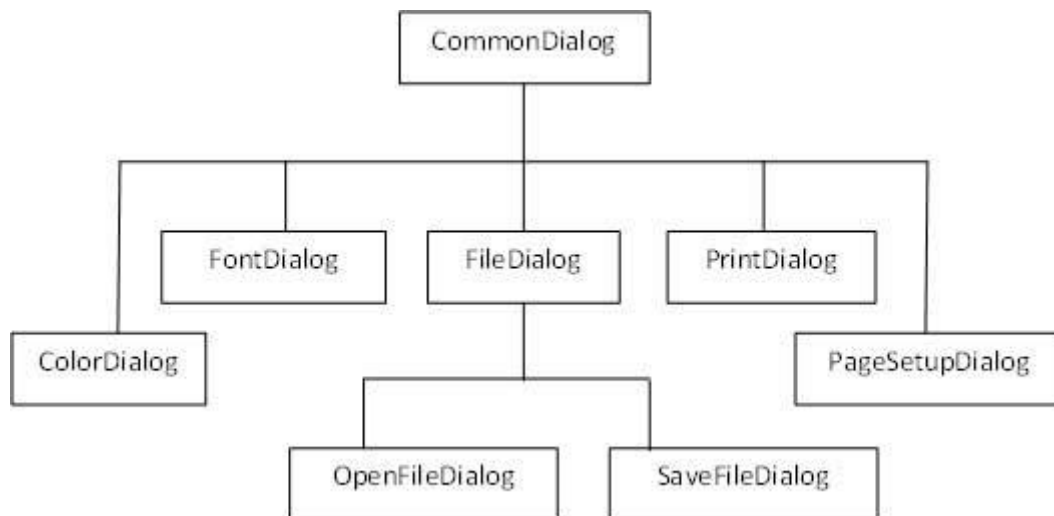 CommonDialog
FontDialog
FileDialog
PrintDialog
ColorDialog
PageSetupDialog
OpenFileDialog
SaveFileDialog